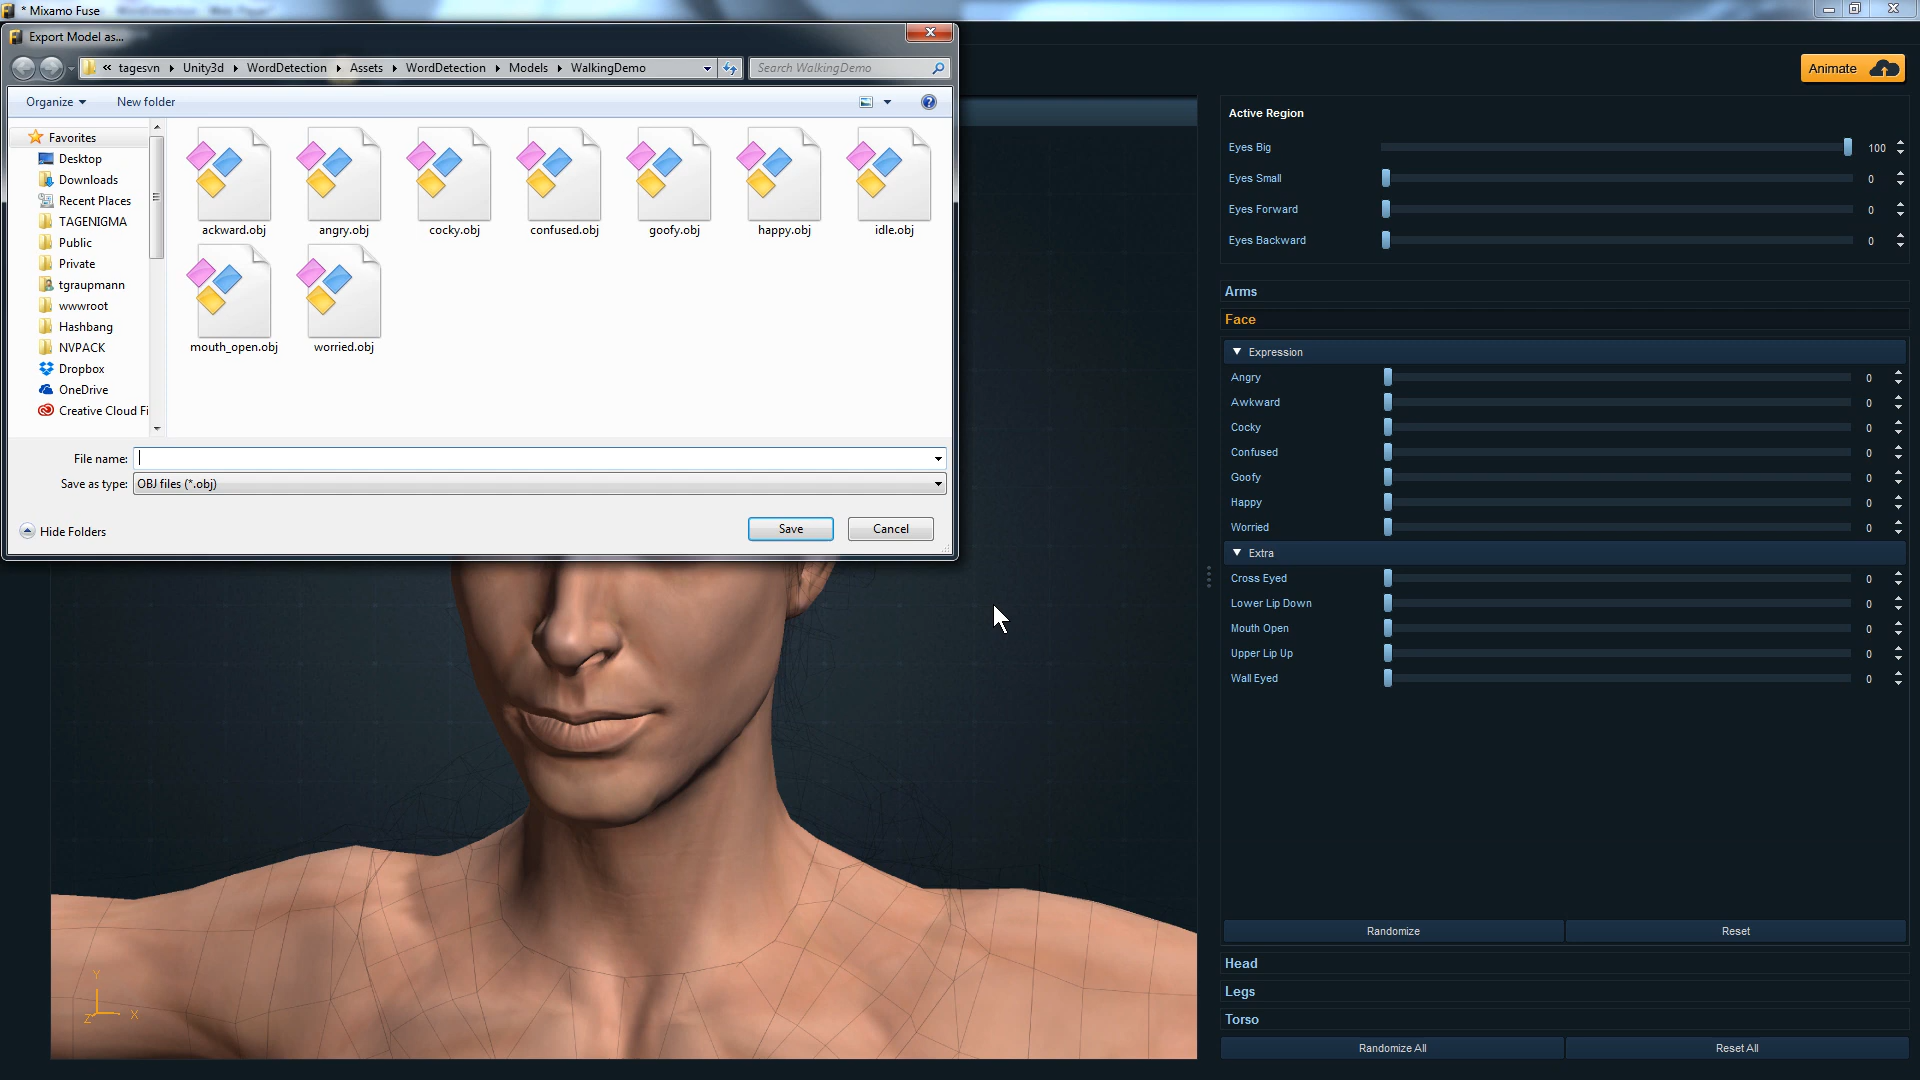 * Mixamo Fuse
Export Model as...
« tagesvn ▸ Unity3d ▸ WordDetection ▸ Assets ▸ WordDetection ▸ Models ▸ WalkingDemo
Search WalkingDemo
Organize
New folder
Favorites
Desktop
Downloads
Recent Places
TAGENIGMA
Public
Private
tgraupmann
wwwroot
Hashbang
NVPACK
Dropbox
OneDrive
Creative Cloud Fi
ackward.obj
angry.obj
cocky.obj
confused.obj
goofy.obj
happy.obj
idle.obj
mouth_open.obj
worried.obj
File name:
Save as type:
OBJ files (*.obj)
Hide Folders
Save
Cancel
Animate
Active Region
Eyes Big 100
Eyes Small 0
Eyes Forward 0
Eyes Backward 0
Arms
Face
Expression
Angry 0
Awkward 0
Cocky 0
Confused 0
Goofy 0
Happy 0
Worried 0
Extra
Cross Eyed 0
Lower Lip Down 0
Mouth Open 0
Upper Lip Up 0
Wall Eyed 0
Randomize
Reset
Head
Legs
Torso
Randomize All
Reset All
Y
Z
X